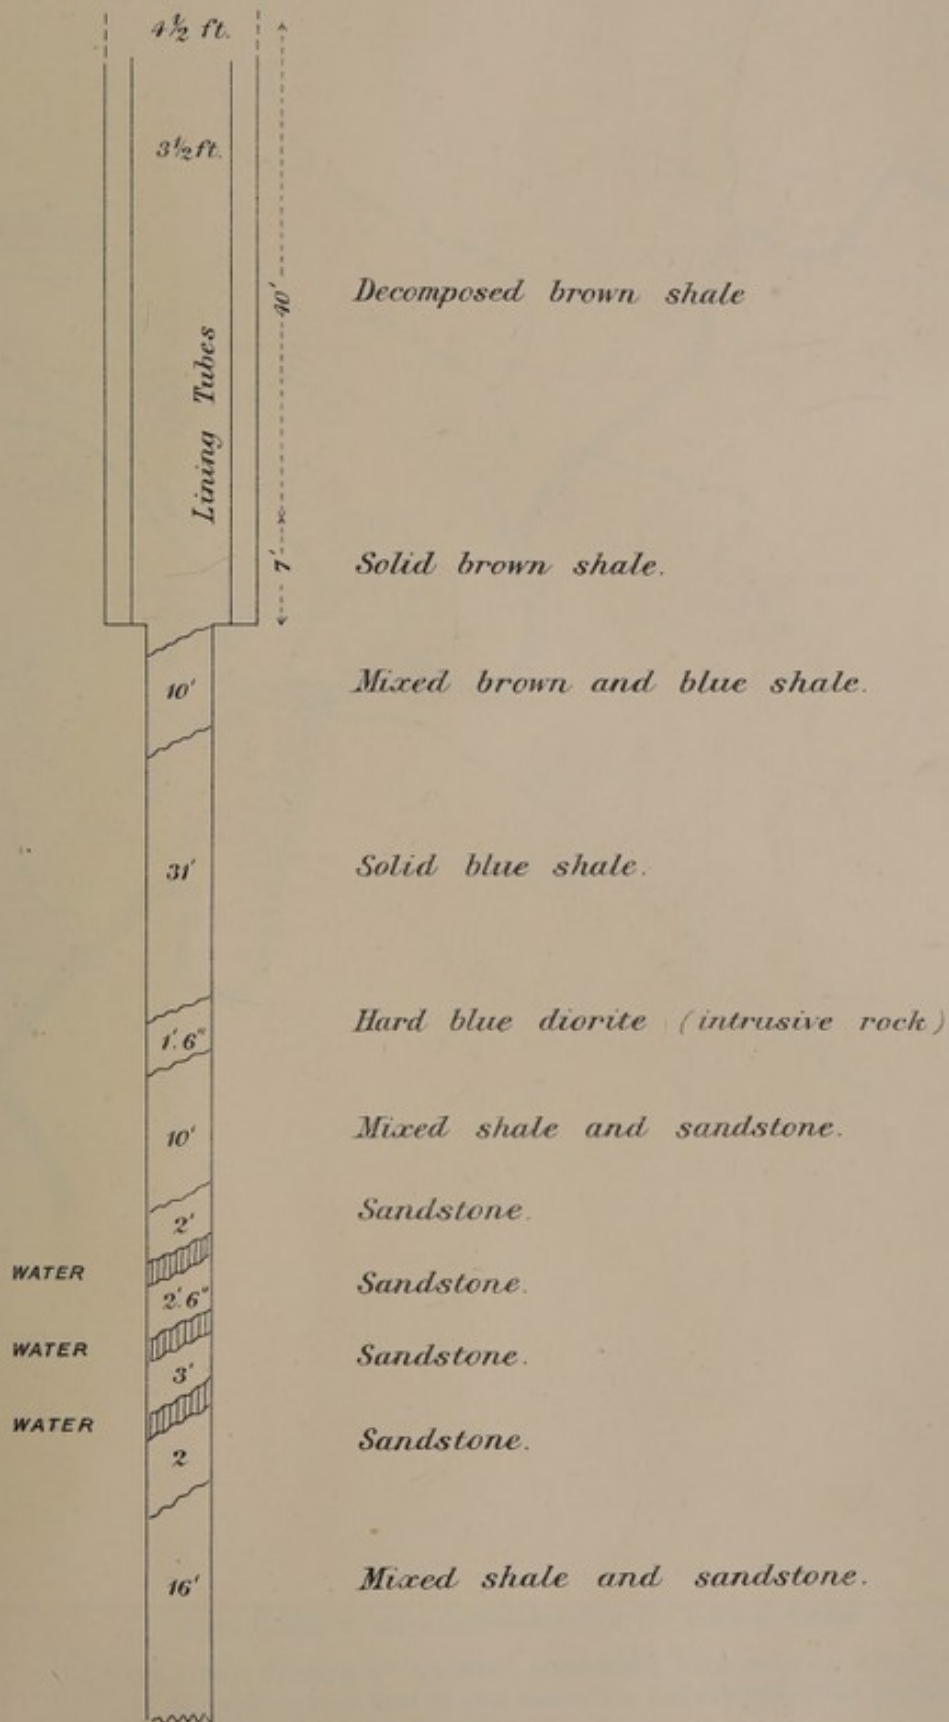 4½ ft.
3½ ft.
40'
Decomposed brown shale
Lining Tubes
7'
Solid brown shale.
10'
Mixed brown and blue shale.
31'
Solid blue shale.
1'.6"
Hard blue diorite (intrusive rock)
10'
Mixed shale and sandstone.
2'
Sandstone.
WATER
2'.6"
Sandstone.
WATER
3'
Sandstone.
WATER
2
Sandstone.
16'
Mixed shale and sandstone.